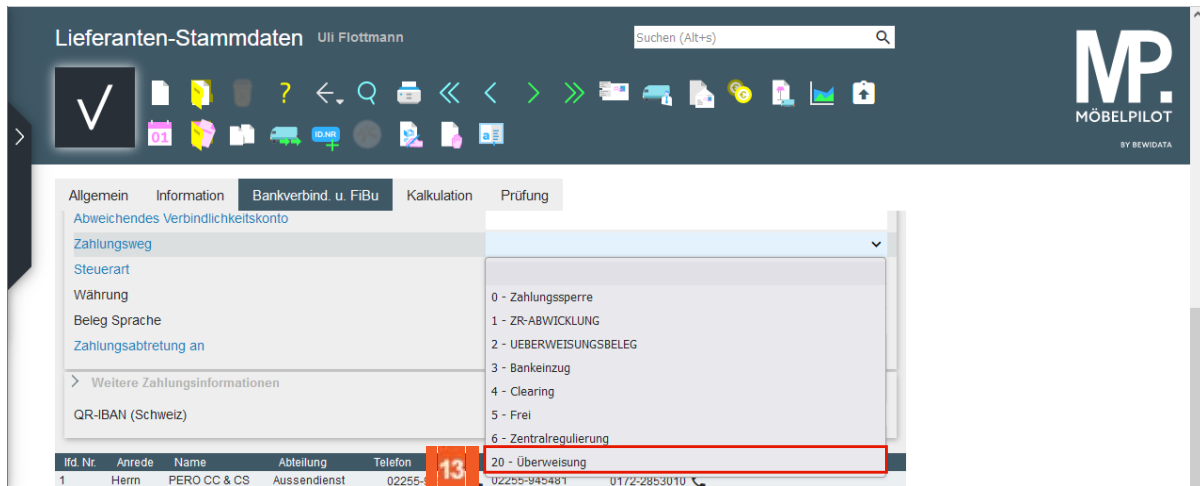 Lieferanten-Stammdaten Uli Flottmann Suchen (Alt+s)
MP.
MÖBELPILOT
BY BEWIDATA
√ ?
01 ID.NR a
Allgemein Information Bankverbind. u. FiBu Kalkulation Prüfung
Abweichendes Verbindlichkeitskonto
Zahlungsweg
Steuerart
Währung
Beleg Sprache
Zahlungsabtretung an
Weitere Zahlungsinformationen
QR-IBAN (Schweiz)
0 - Zahlungssperre
1 - ZR-ABWICKLUNG
2 - UEBERWEISUNGSBELEG
3 - Bankeinzug
4 - Clearing
5 - Frei
6 - Zentralregulierung
20 - Überweisung
13
lfd. Nr. Anrede Name Abteilung Telefon
1 Herrn PERO CC & CS Aussendienst 02255- 02255-945481 0172-2853010